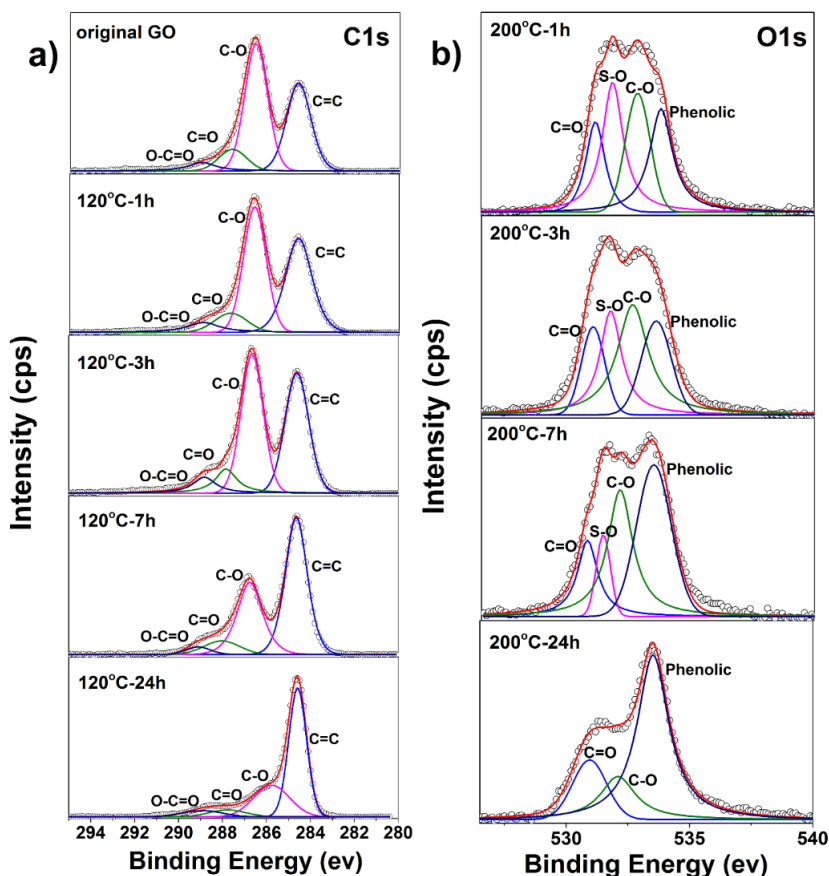 a)
C1s
original GO
C-O
C=C
C=O
O-C=O
120°C-1h
C-O
C=C
C=O
O-C=O
120°C-3h
C-O
C=C
C=O
O-C=O
120°C-7h
C=C
C-O
C=O
O-C=O
120°C-24h
C=C
C-O
O-C=O C=O
294 292 290 288 286 284 282 280
Binding Energy (ev)
Intensity (cps)
b)
O1s
200°C-1h
S-O
C-O
Phenolic
C=O
200°C-3h
S-O C-O
C=O
Phenolic
200°C-7h
Phenolic
C-O
S-O
C=O
200°C-24h
Phenolic
C=O
C-O
530 535 540
Binding Energy (ev)
Intensity (cps)